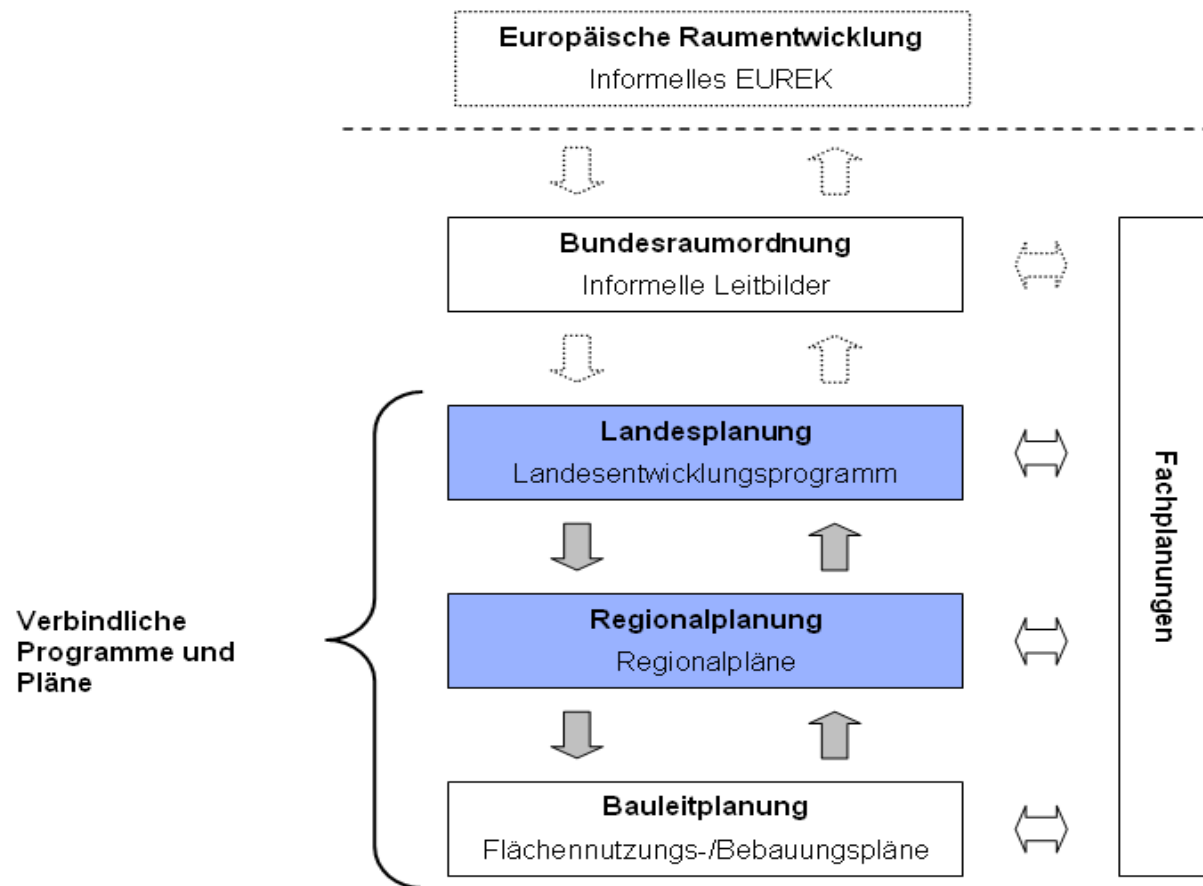 Europäische Raumentwicklung
Informelles EUREK
Bundesraumordnung
Informelle Leitbilder
Landesplanung
Landesentwicklungsprogramm
Regionalplanung
Regionalpläne
Bauleitplanung
Flächennutzungs-/Bebauungspläne
Verbindliche
Programme und
Pläne
Fachplanungen